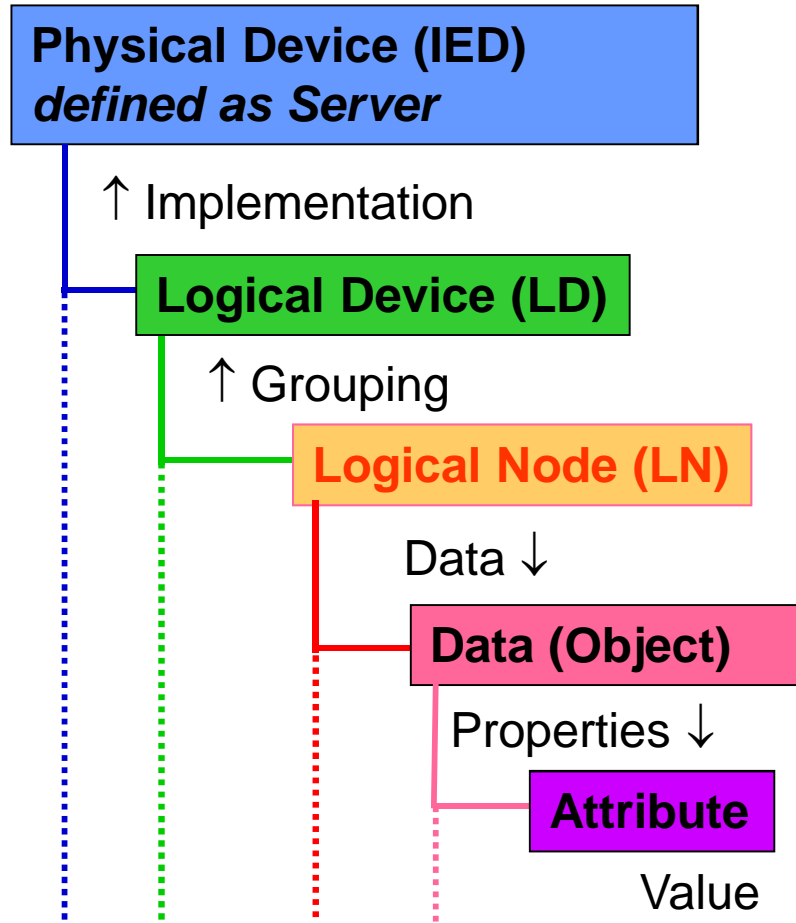 Physical Device (IED)
defined as Server
↑ Implementation
Logical Device (LD)
↑ Grouping
Logical Node (LN)
Data ↓
Data (Object)
Properties ↓
Attribute
Value